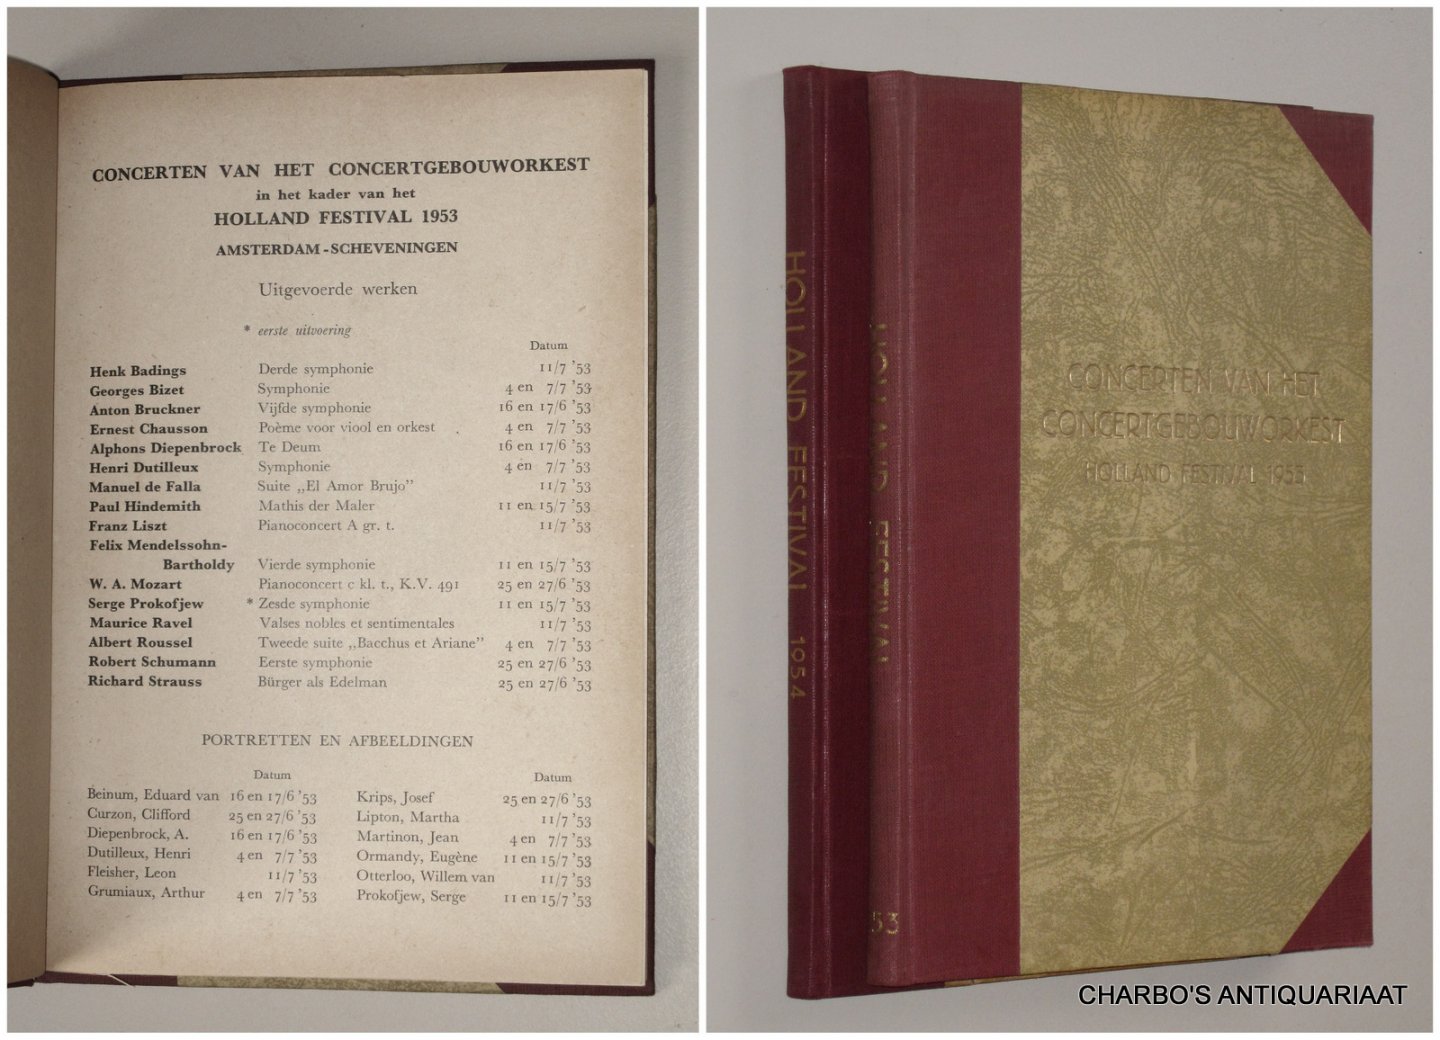 CONCERTEN VAN HET CONCERTGEBOUWORKEST
in het kader van het
HOLLAND FESTIVAL 1953
AMSTERDAM - SCHEVENINGEN
Uitgevoerde werken
* eerste uitvoering
Datum
Henk Badings Derde symphonie 11/7 '53
Georges Bizet Symphonie 4 en 7/7 '53
Anton Bruckner Vijfde symphonie 16 en 17/6 '53
Ernest Chausson Poème voor viool en orkest 4 en 7/7 '53
Alphons Diepenbrock Te Deum 16 en 17/6 '53
Henri Dutilleux Symphonie 4 en 7/7 '53
Manuel de Falla Suite „El Amor Brujo” 11/7 '53
Paul Hindemith Mathis der Maler 11 en 15/7 '53
Franz Liszt Pianoconcert A gr. t. 11/7 '53
Felix Mendelssohn-
Bartholdy Vierde symphonie 11 en 15/7 '53
W. A. Mozart Pianoconcert c kl. t., K.V. 491 25 en 27/6 '53
Serge Prokofjew * Zesde symphonie 11 en 15/7 '53
Maurice Ravel Valses nobles et sentimentales 11/7 '53
Albert Roussel Tweede suite „Bacchus et Ariane” 4 en 7/7 '53
Robert Schumann Eerste symphonie 25 en 27/6 '53
Richard Strauss Bürger als Edelman 25 en 27/6 '53
PORTRETTEN EN AFBEELDINGEN
Datum Datum
Beinum, Eduard van 16 en 17/6 '53 Krips, Josef 25 en 27/6 '53
Curzon, Clifford 25 en 27/6 '53 Lipton, Martha 11/7 '53
Diepenbrock, A. 16 en 17/6 '53 Martinon, Jean 4 en 7/7 '53
Dutilleux, Henri 4 en 7/7 '53 Ormandy, Eugène 11 en 15/7 '53
Fleisher, Leon 11/7 '53 Otterloo, Willem van 11/7 '53
Grumiaux, Arthur 4 en 7/7 '53 Prokofjew, Serge 11 en 15/7 '53
HOLLAND FESTIVAL 1954
HOLLAND FESTIVAL
53
CONCERTEN VAN HET
CONCERTGEBOUWORKEST
HOLLAND FESTIVAL 1953
CHARBO'S ANTIQUARIAAT